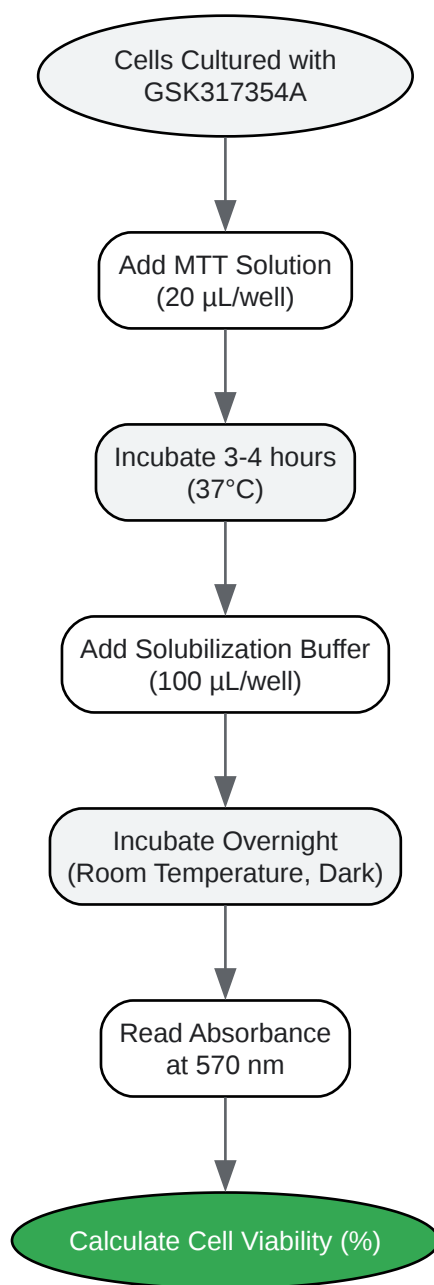 Cells Cultured with
GSK317354A
Add MTT Solution
(20 µL/well)
Incubate 3-4 hours
(37°C)
Add Solubilization Buffer
(100 µL/well)
Incubate Overnight
(Room Temperature, Dark)
Read Absorbance
at 570 nm
Calculate Cell Viability (%)